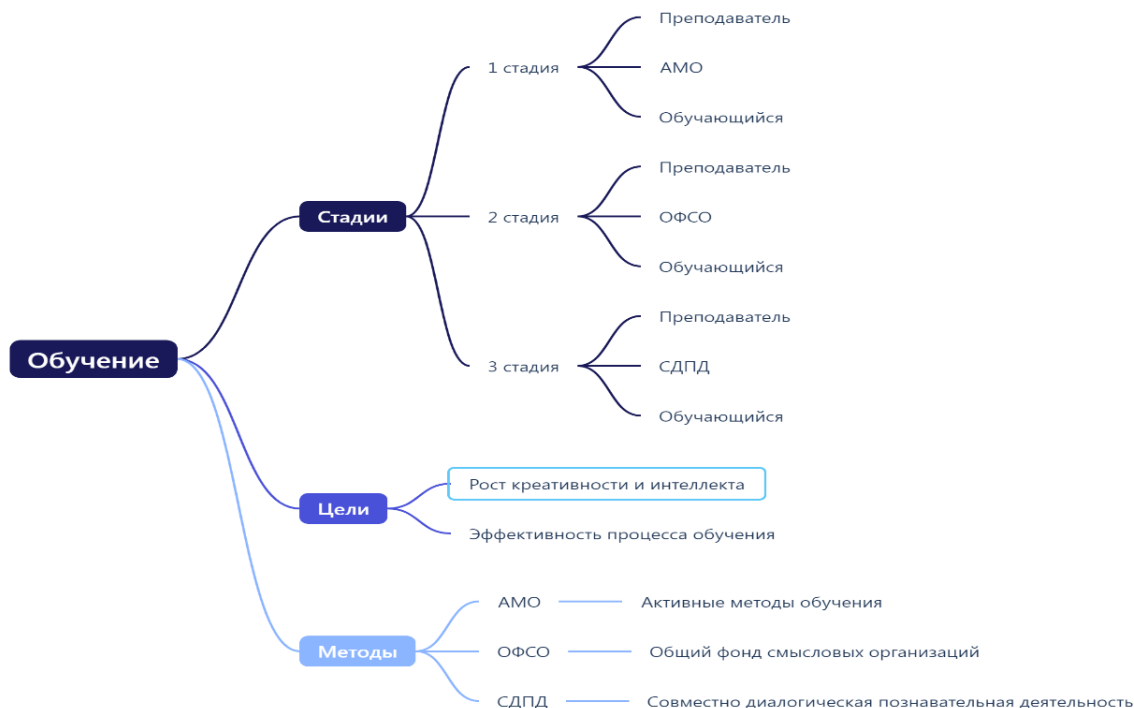 Обучение
Стадии
1 стадия
Преподаватель
АМО
Обучающийся
2 стадия
Преподаватель
ОФСО
Обучающийся
3 стадия
Преподаватель
СДПД
Обучающийся
Цели
Рост креативности и интеллекта
Эффективность процесса обучения
Методы
АМО
Активные методы обучения
ОФСО
Общий фонд смысловых организаций
СДПД
Совместно диалогическая познавательная деятельность